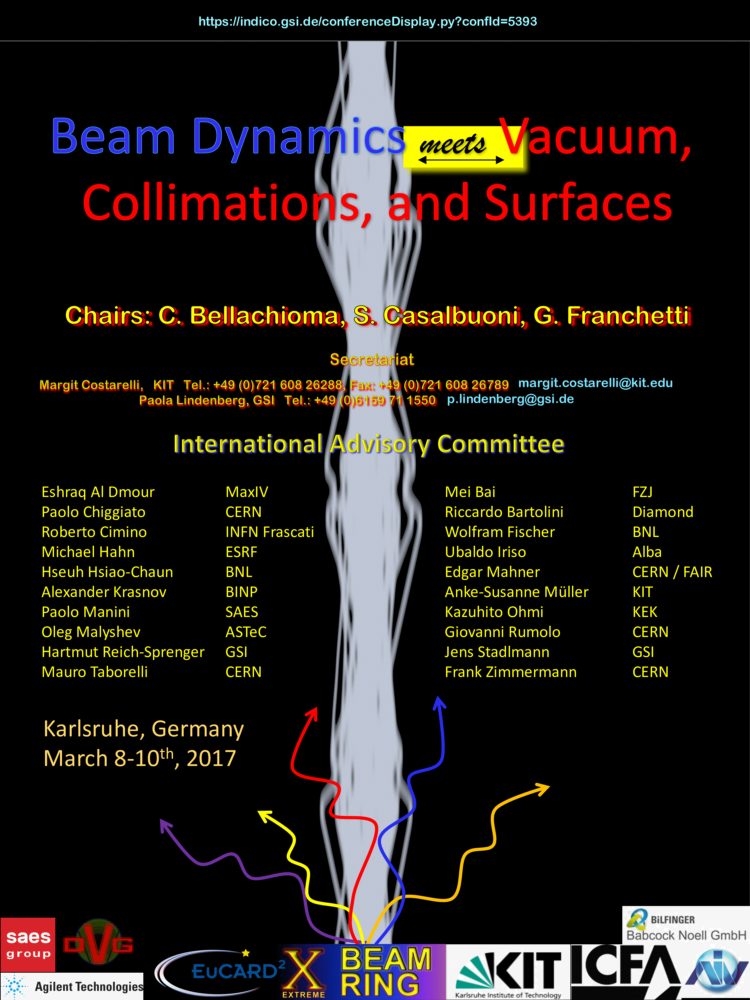 https://indico.gsi.de/conferenceDisplay.py?confId=5393
Beam Dynamics meets Vacuum,
Collimations, and Surfaces
Chairs: C. Bellachioma, S. Casalbuoni, G. Franchetti
Secretariat
Margit Costarelli, KIT Tel.: +49 (0)721 608 26288, Fax: +49 (0)721 608 26789 margit.costarelli@kit.edu
Paola Lindenberg, GSI Tel.: +49 (0)6159 71 1550 p.lindenberg@gsi.de
International Advisory Committee
Eshraq Al Dmour MaxIV
Paolo Chiggiato CERN
Roberto Cimino INFN Frascati
Michael Hahn ESRF
Hseuh Hsiao-Chaun BNL
Alexander Krasnov BINP
Paolo Manini SAES
Oleg Malyshev ASTeC
Hartmut Reich-Sprenger GSI
Mauro Taborelli CERN
Mei Bai FZJ
Riccardo Bartolini Diamond
Wolfram Fischer BNL
Ubaldo Iriso Alba
Edgar Mahner CERN / FAIR
Anke-Susanne Müller KIT
Kazuhito Ohmi KEK
Giovanni Rumolo CERN
Jens Stadlmann GSI
Frank Zimmermann CERN
Karlsruhe, Germany
March 8-10th, 2017
saes
group
DVG
Agilent Technologies
EuCARD²
X
EXTREME
BEAM
RING
KIT
Karlsruhe Institute of Technology
ICFA
BiLFINGER
Babcock Noell GmbH
AIV